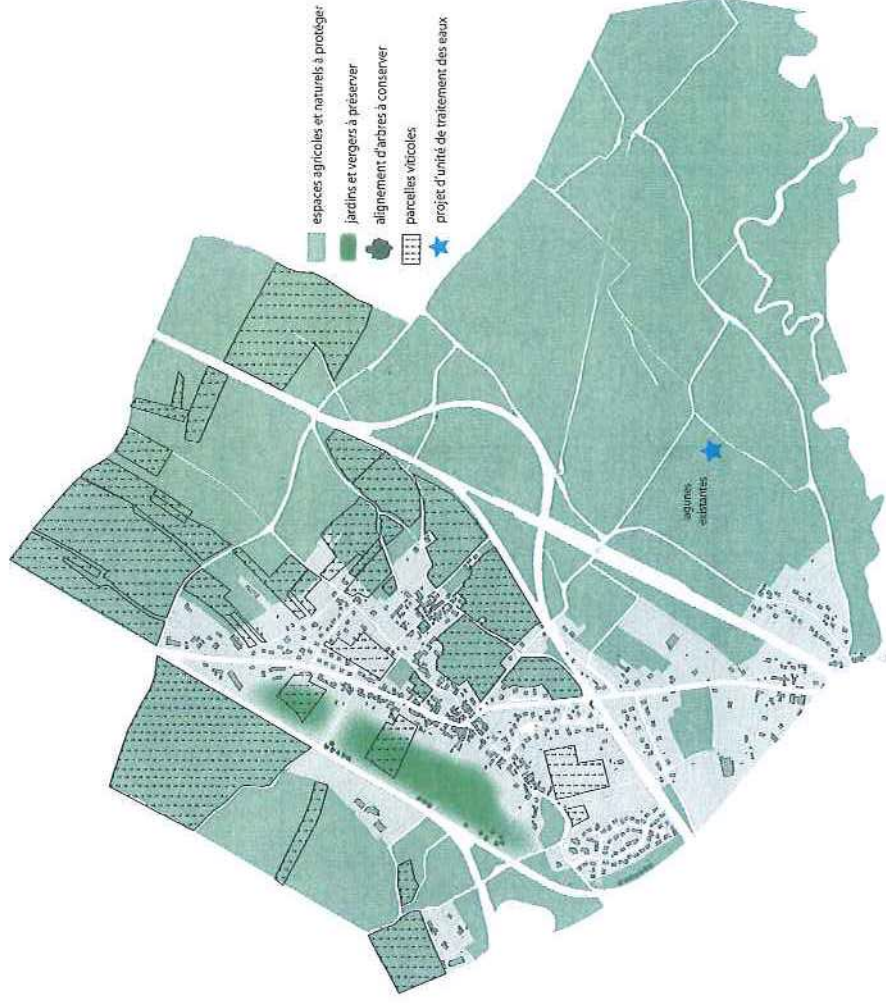 espaces agricoles et naturels à protéger
jardins et vergers à préserver
alignement d'arbres à conserver
parcelles viticoles
projet d'unité de traitement des eaux
agunes
existantes